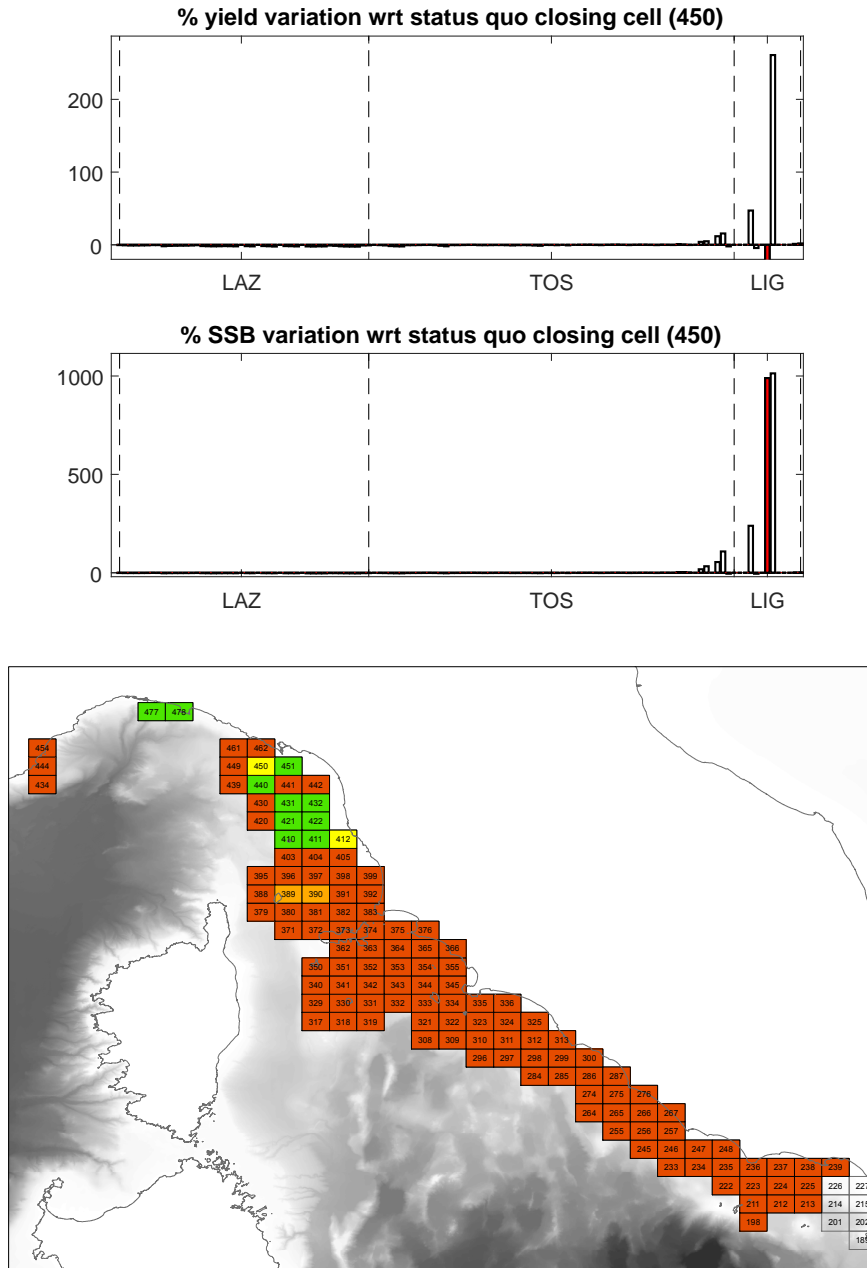 % yield variation wrt status quo closing cell (450)
200
100
0
LAZ TOS LIG
% SSB variation wrt status quo closing cell (450)
1000
500
0
LAZ TOS LIG
477 478
454 461 462
444 449 450 451
434 439 440 441 442
430 431 432
420 421 422
410 411 412
403 404 405
395 396 397 398 399
388 389 390 391 392
379 380 381 382 383
371 372 373 374 375 376
362 363 364 365 366
350 351 352 353 354 355
340 341 342 343 344 345
329 330 331 332 333 334 335 336
317 318 319 321 322 323 324 325
308 309 310 311 312 313
296 297 298 299 300
284 285 286 287
274 275 276
264 265 266 267
255 256 257
245 246 247 248
233 234 235 236 237 238 239
222 223 224 225 226 227
211 212 213 214 215
198 201 202
185